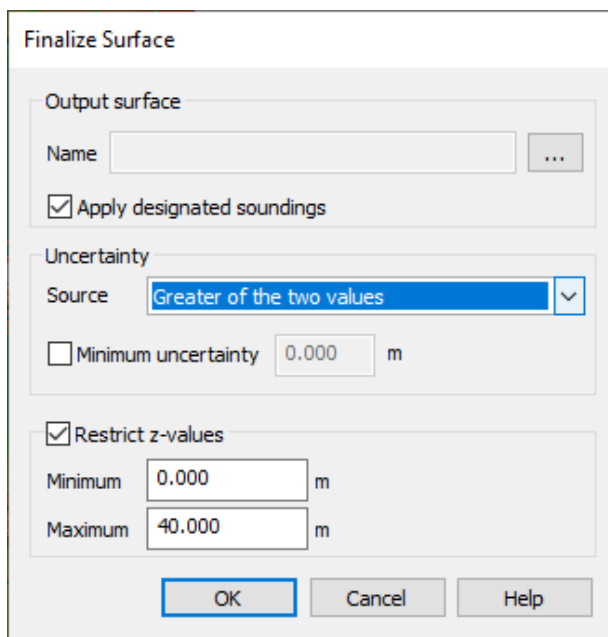 Finalize Surface
Output surface
Name ...
Apply designated soundings
Uncertainty
Source Greater of the two values
Minimum uncertainty 0.000 m
Restrict z-values
Minimum 0.000 m
Maximum 40.000 m
OK Cancel Help